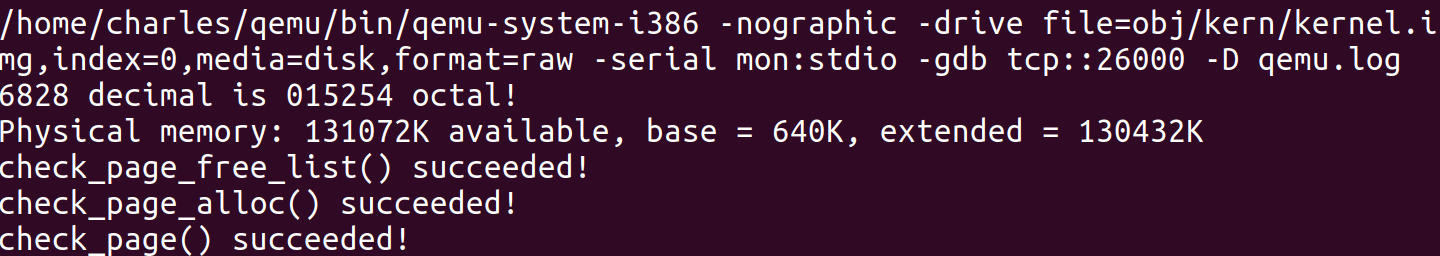 /home/charles/qemu/bin/qemu-system-i386 -nographic -drive file=obj/kern/kernel.i
mg,index=0,media=disk,format=raw -serial mon:stdio -gdb tcp::26000 -D qemu.log
6828 decimal is 015254 octal!
Physical memory: 131072K available, base = 640K, extended = 130432K
check_page_free_list() succeeded!
check_page_alloc() succeeded!
check_page() succeeded!